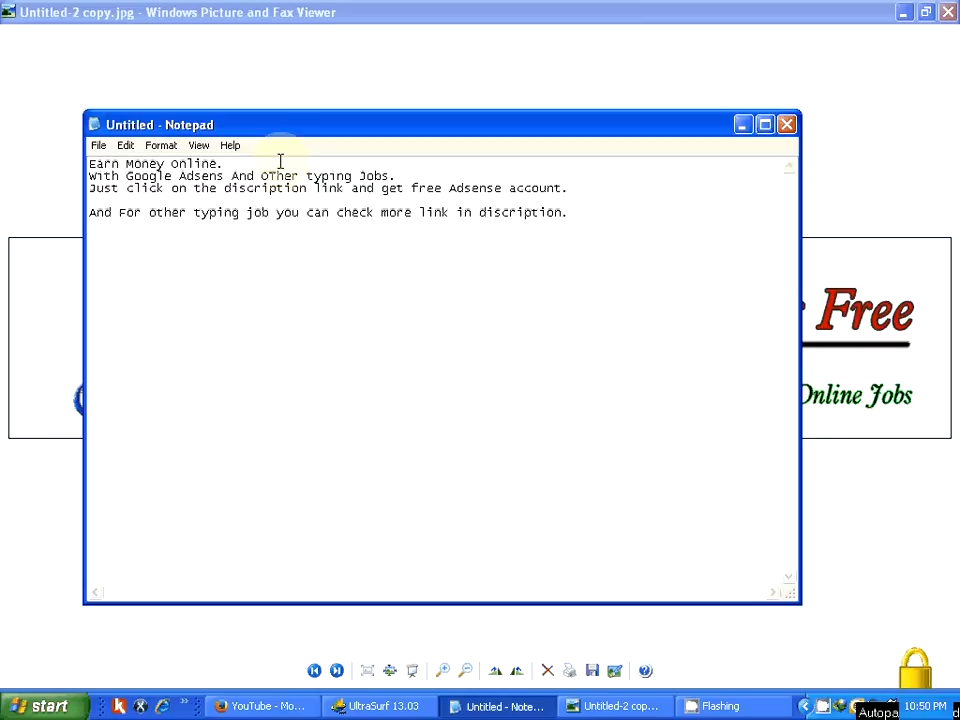 Untitled-2 copy.jpg - Windows Picture and Fax Viewer
Untitled - Notepad
File Edit Format View Help
Earn Money Online.
With Google Adsens And OTher typing Jobs.
Just click on the discription link and get free Adsense account.
And For other typing job you can check more link in discription.
Free
Online Jobs
start
YouTube - Mo...
UltraSurf 13.03
Untitled - Note...
Untitled-2 copy...
Flashing
10:50 PM
Autopa